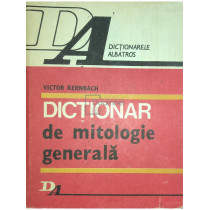 DA
DICȚIONARELE
ALBATROS
VICTOR KERNBACH
DICȚIONAR
de mitologie
generală
DA